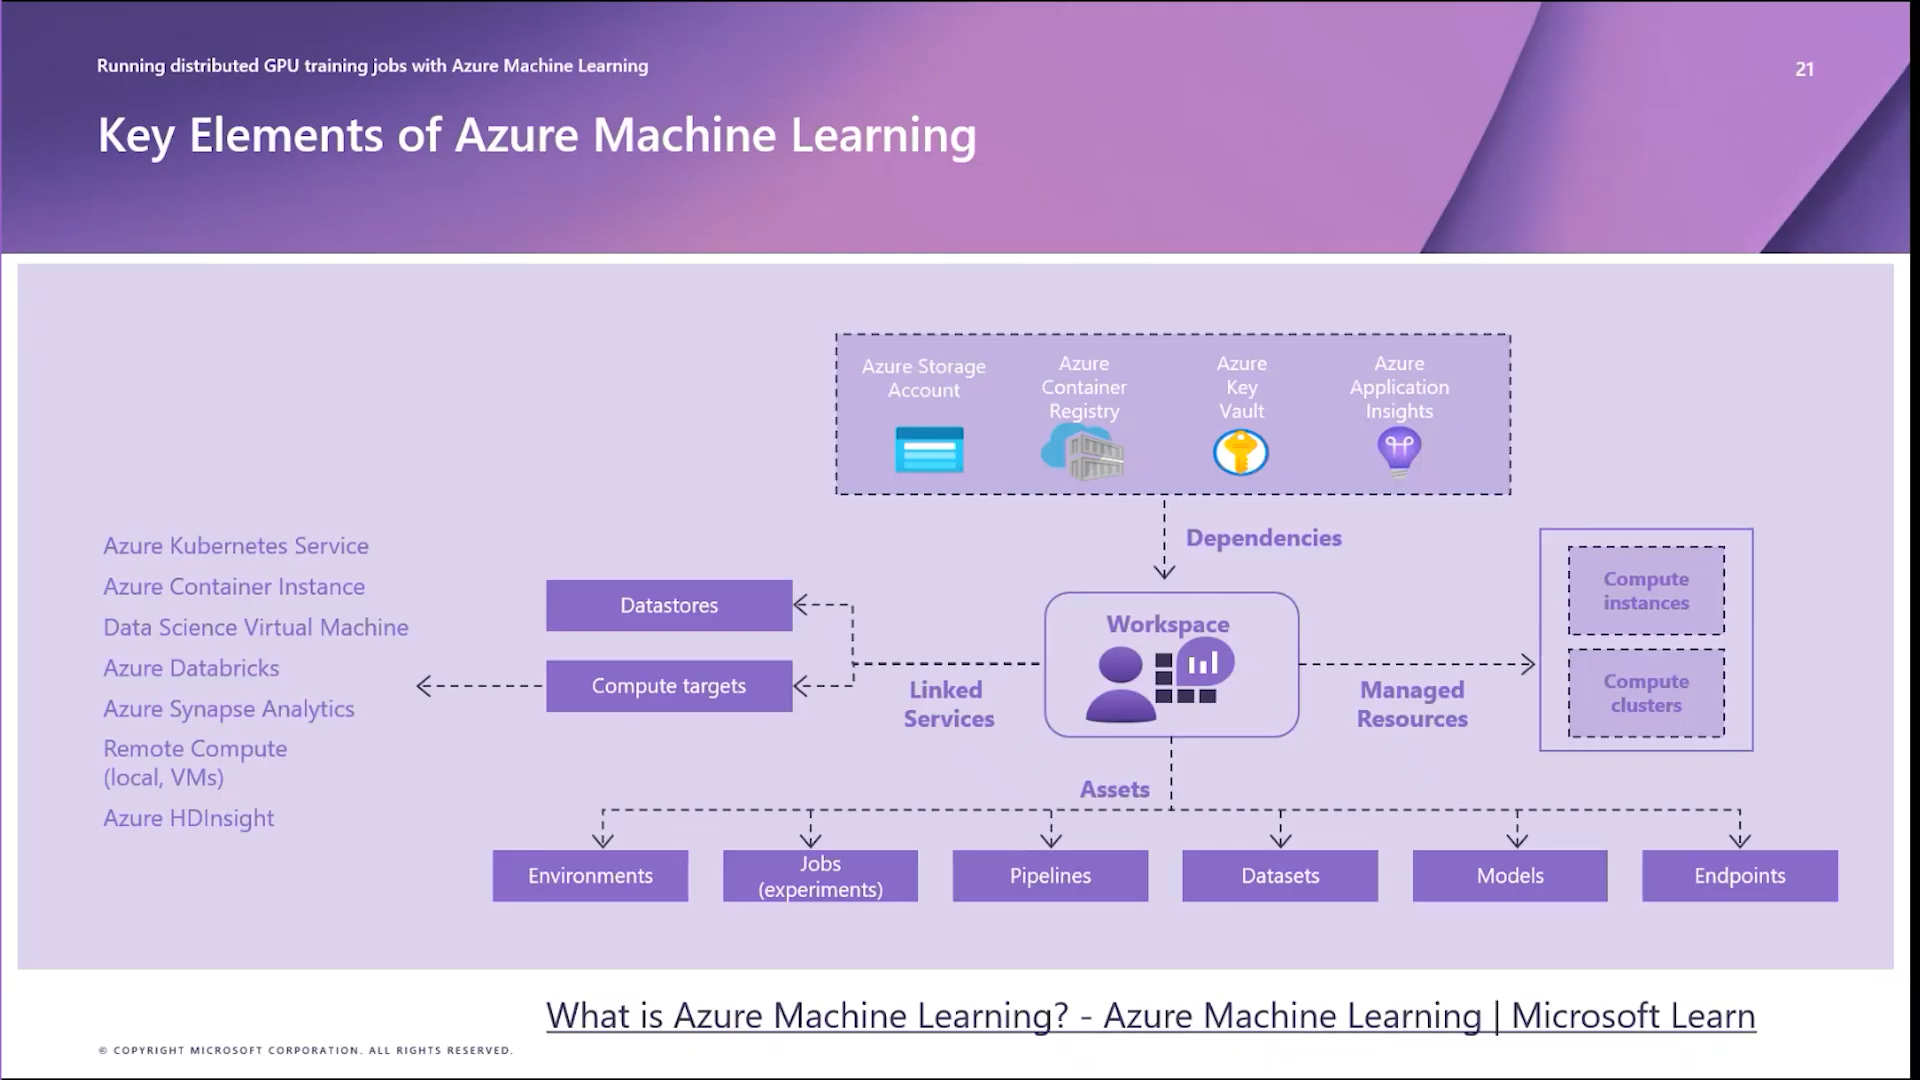 Running distributed GPU training jobs with Azure Machine Learning
21
Key Elements of Azure Machine Learning
Azure Storage
Account
Azure
Container
Registry
Azure
Key
Vault
Azure
Application
Insights
Dependencies
Azure Kubernetes Service
Azure Container Instance
Data Science Virtual Machine
Azure Databricks
Azure Synapse Analytics
Remote Compute
(local, VMs)
Azure HDInsight
Datastores
Compute targets
Linked
Services
Workspace
Managed
Resources
Compute
instances
Compute
clusters
Assets
Environments
Jobs
(experiments)
Pipelines
Datasets
Models
Endpoints
What is Azure Machine Learning? - Azure Machine Learning | Microsoft Learn
© COPYRIGHT MICROSOFT CORPORATION. ALL RIGHTS RESERVED.